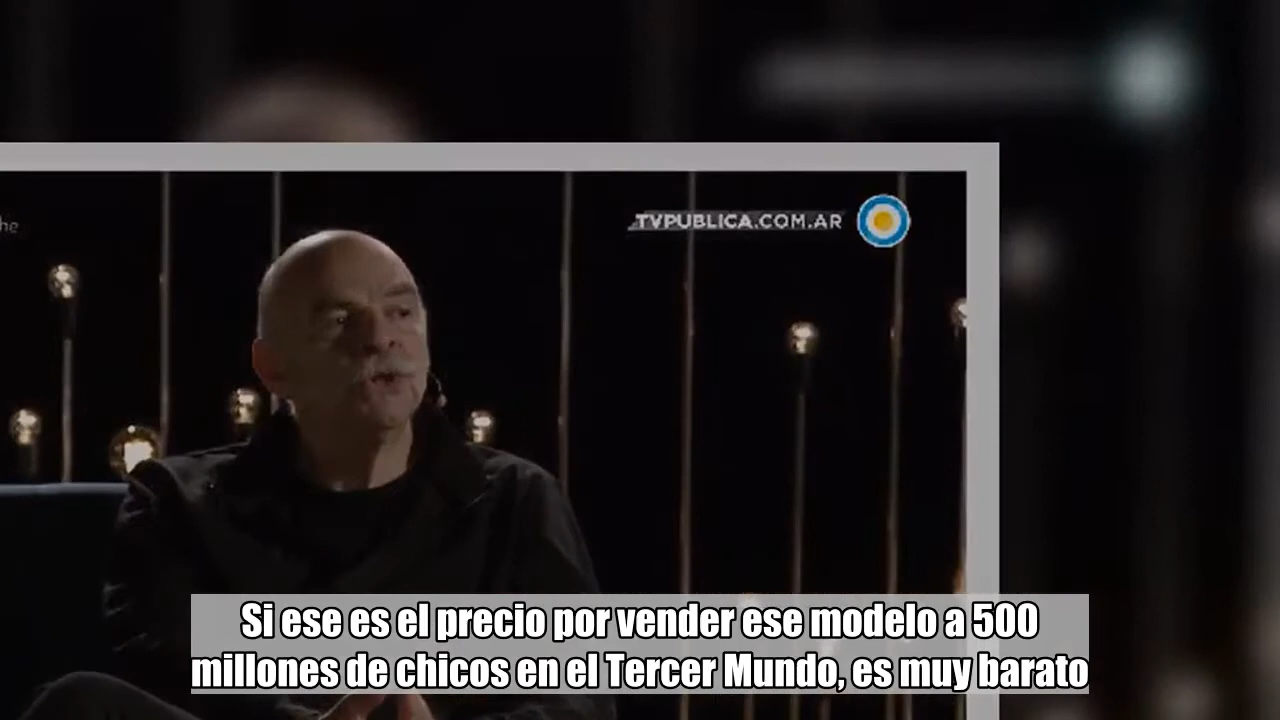 he
TVPUBLICA.COM.AR
Si ese es el precio por vender ese modelo a 500
millones de chicos en el Tercer Mundo, es muy barato